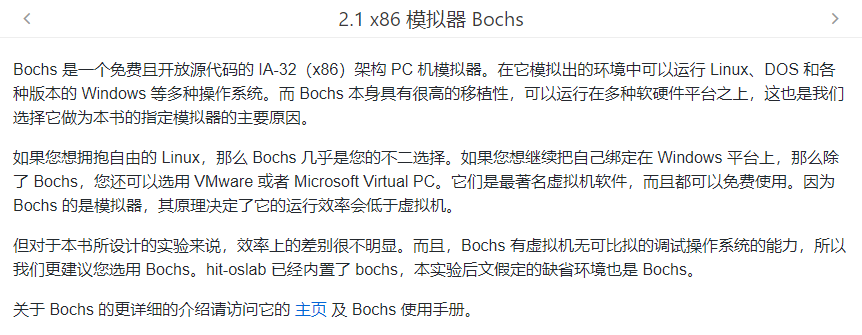 2.1 x86 模拟器 Bochs
Bochs 是一个免费且开放源代码的 IA-32（x86）架构 PC 机模拟器。在它模拟出的环境中可以运行 Linux、DOS 和各
种版本的 Windows 等多种操作系统。而 Bochs 本身具有很高的移植性，可以运行在多种软硬件平台之上，这也是我们
选择它做为本书的指定模拟器的主要原因。
如果您想拥抱自由的 Linux，那么 Bochs 几乎是您的不二选择。如果您想继续把自己绑定在 Windows 平台上，那么除
了 Bochs，您还可以选用 VMware 或者 Microsoft Virtual PC。它们是最著名虚拟机软件，而且都可以免费使用。因为
Bochs 的是模拟器，其原理决定了它的运行效率会低于虚拟机。
但对于本书所设计的实验来说，效率上的差别很不明显。而且，Bochs 有虚拟机无可比拟的调试操作系统的能力，所以
我们更建议您选用 Bochs。hit-oslab 已经内置了 bochs，本实验后文假定的缺省环境也是 Bochs。
关于 Bochs 的更详细的介绍请访问它的 主页 及 Bochs 使用手册。